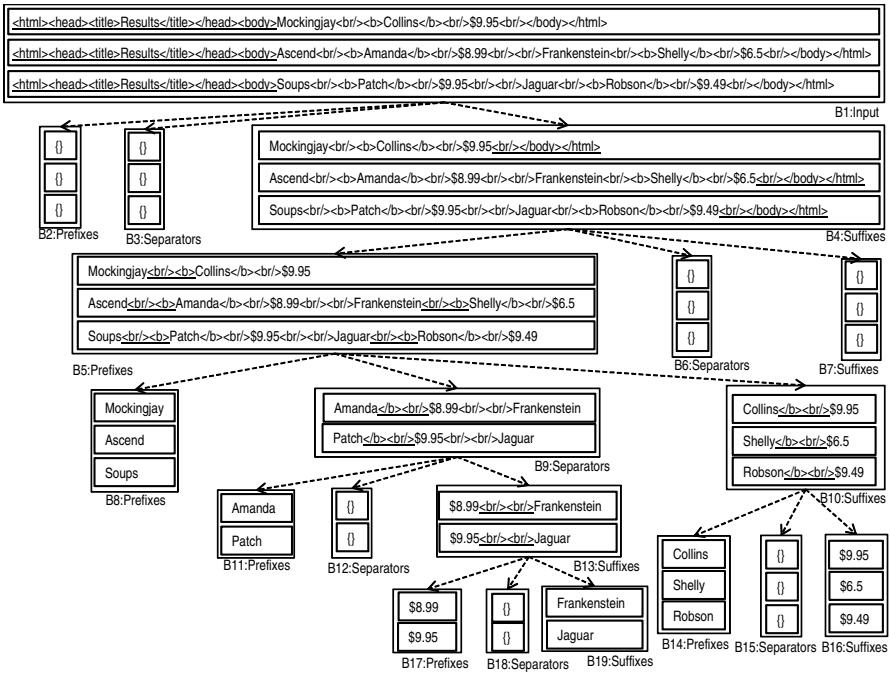 <html><head><title>Results</title></head><body>Mockingjay<br/><b>Collins</b><br/>$9.95<br/></body></html>
<html><head><title>Results</title></head><body>Ascend<br/><b>Amanda</b><br/>$8.99<br/><br/>Frankenstein<br/><b>Shelly</b><br/>$6.5<br/></body></html>
<html><head><title>Results</title></head><body>Soups<br/><b>Patch</b><br/>$9.95<br/><br/>Jaguar<br/><b>Robson</b><br/>$9.49<br/></body></html>
B1:Input
{}
{}
{}
B2:Prefixes
{}
{}
{}
B3:Separators
Mockingjay<br/><b>Collins</b><br/>$9.95<br/></body></html>
Ascend<br/><b>Amanda</b><br/>$8.99<br/><br/>Frankenstein<br/><b>Shelly</b><br/>$6.5<br/></body></html>
Soups<br/><b>Patch</b><br/>$9.95<br/><br/>Jaguar<br/><b>Robson</b><br/>$9.49<br/></body></html>
B4:Suffixes
Mockingjay<br/><b>Collins</b><br/>$9.95
Ascend<br/><b>Amanda</b><br/>$8.99<br/><br/>Frankenstein<br/><b>Shelly</b><br/>$6.5
Soups<br/><b>Patch</b><br/>$9.95<br/><br/>Jaguar<br/><b>Robson</b><br/>$9.49
B5:Prefixes
{}
{}
{}
B6:Separators
{}
{}
{}
B7:Suffixes
Mockingjay
Ascend
Soups
B8:Prefixes
Amanda</b><br/>$8.99<br/><br/>Frankenstein
Patch</b><br/>$9.95<br/><br/>Jaguar
B9:Separators
Collins</b><br/>$9.95
Shelly</b><br/>$6.5
Robson</b><br/>$9.49
B10:Suffixes
Amanda
Patch
B11:Prefixes
{}
{}
B12:Separators
$8.99<br/><br/>Frankenstein
$9.95<br/><br/>Jaguar
B13:Suffixes
Collins
Shelly
Robson
B14:Prefixes
{}
{}
{}
B15:Separators
$9.95
$6.5
$9.49
B16:Suffixes
$8.99
$9.95
B17:Prefixes
{}
{}
B18:Separators
Frankenstein
Jaguar
B19:Suffixes